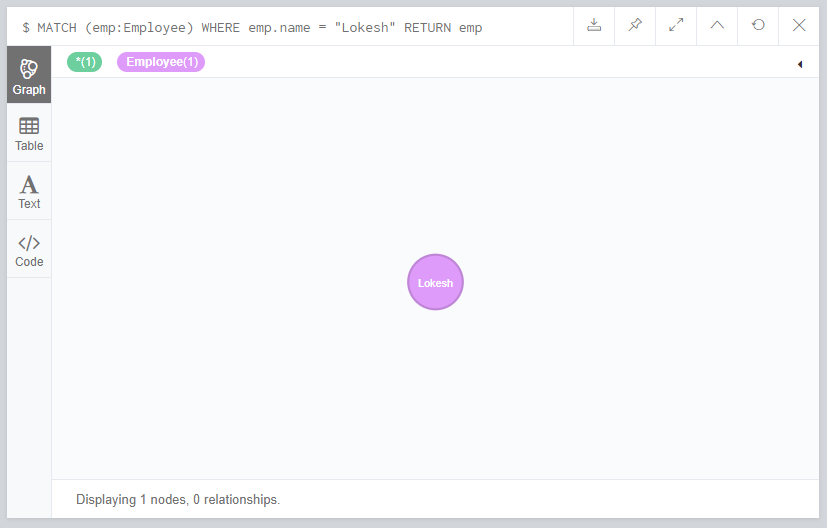 $ MATCH (emp:Employee) WHERE emp.name = "Lokesh" RETURN emp
*(1) Employee(1)
Graph
Table
A
Text
</>
Code
Lokesh
Displaying 1 nodes, 0 relationships.